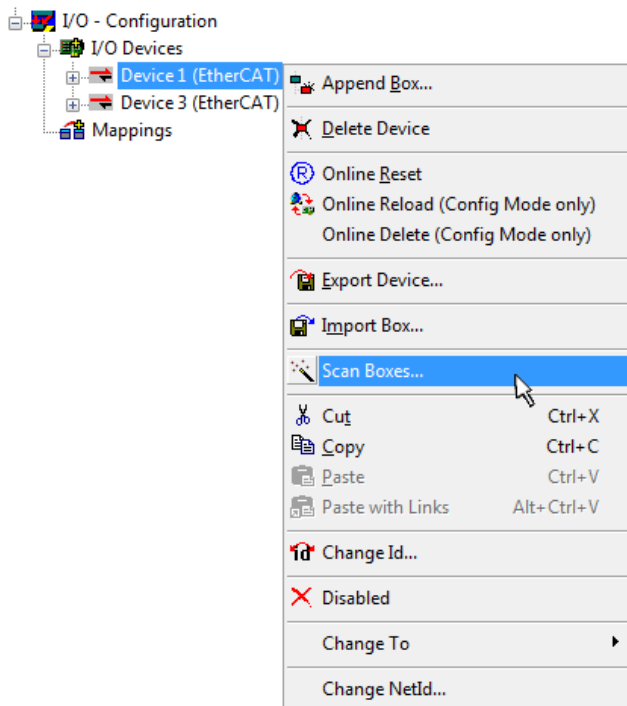 I/O - Configuration
I/O Devices
Device 1 (EtherCAT)
Device 3 (EtherCAT)
Mappings
Append Box...
Delete Device
Online Reset
Online Reload (Config Mode only)
Online Delete (Config Mode only)
Export Device...
Import Box...
Scan Boxes...
Cut Ctrl+X
Copy Ctrl+C
Paste Ctrl+V
Paste with Links Alt+Ctrl+V
Change Id...
Disabled
Change To
Change NetId...